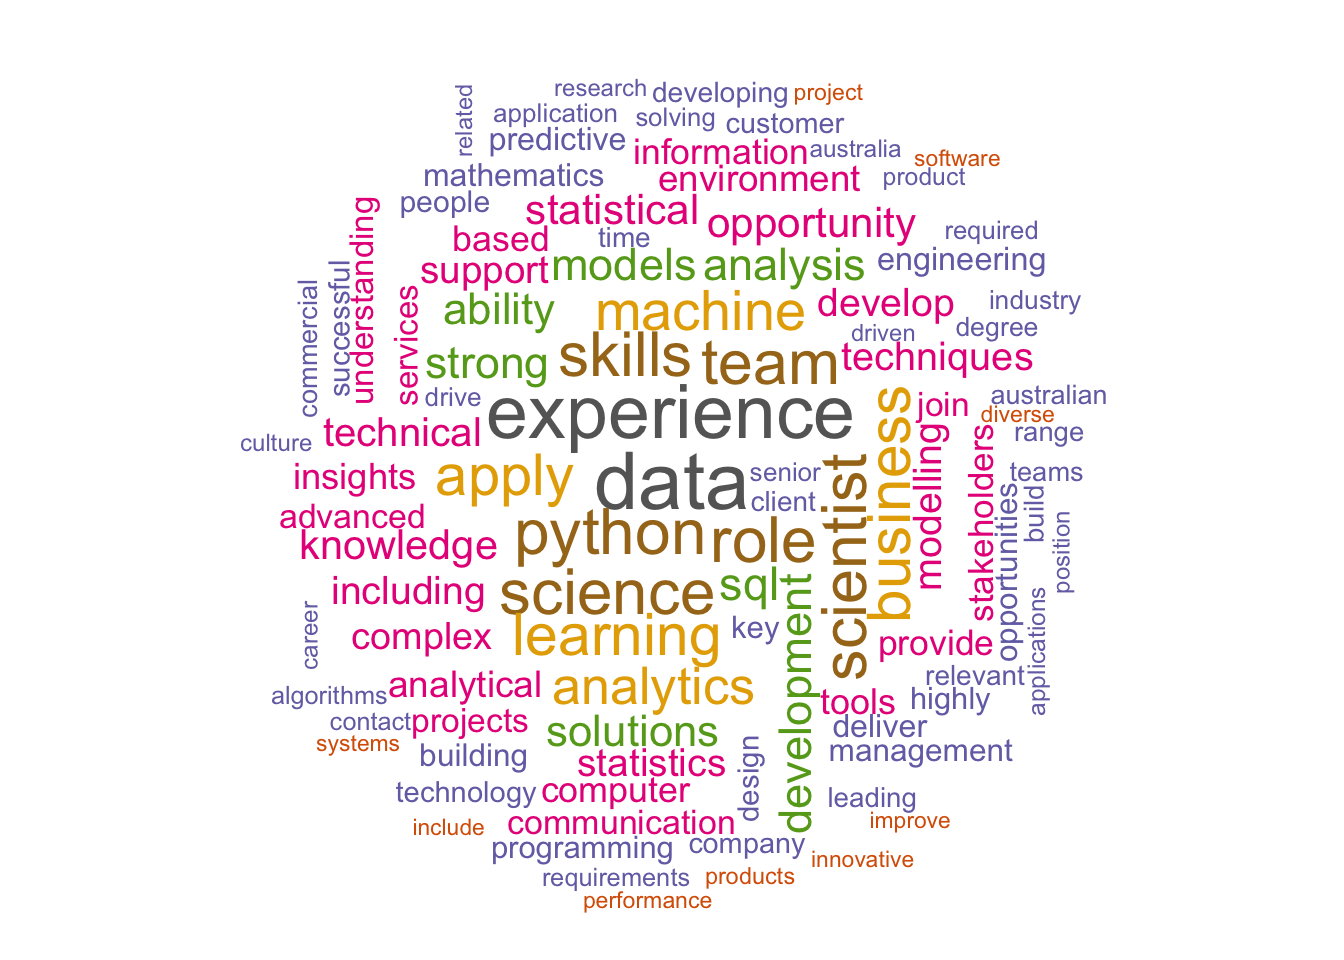 research
developing
project
related
application
solving
customer
predictive
information
australia
software
mathematics
environment
product
people
statistical
opportunity
understanding
based
time
required
support
models
analysis
engineering
successful
commercial
services
ability
machine
develop
industry
driven
degree
strong
skills
team
techniques
drive
experience
business
join
australian
diverse
culture
technical
modelling
stakeholders
range
insights
apply
data
senior
scientist
teams
client
opportunities
build
advanced
knowledge
python
role
position
including
science
sql
development
applications
career
complex
learning
key
provide
relevant
algorithms
analytical
analytics
tools
highly
contact
projects
solutions
deliver
systems
building
statistics
design
management
technology
computer
leading
include
communication
improve
programming
company
innovative
requirements
products
performance